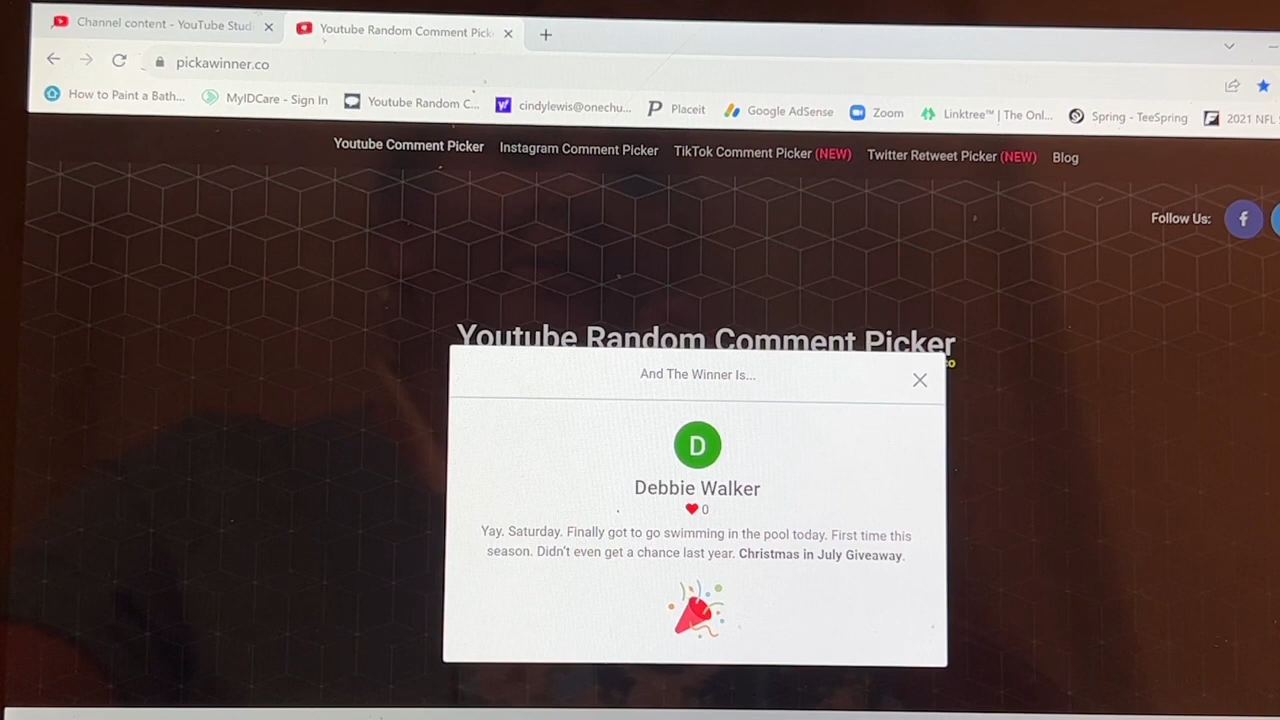 Channel content - YouTube Stud
Youtube Random Comment Pick
pickawinner.co
How to Paint a Bath...
MyIDCare - Sign In
Youtube Random C...
cindylewis@onechu...
Placeit
Google AdSense
Zoom
Linktree™ | The Onl...
Spring - TeeSpring
2021 NFL
Youtube Comment Picker
Instagram Comment Picker
TikTok Comment Picker (NEW)
Twitter Retweet Picker (NEW)
Blog
Follow Us:
Youtube Random Comment Picker
co
And The Winner Is...
D
Debbie Walker
0
Yay. Saturday. Finally got to go swimming in the pool today. First time this
season. Didn't even get a chance last year. Christmas in July Giveaway.